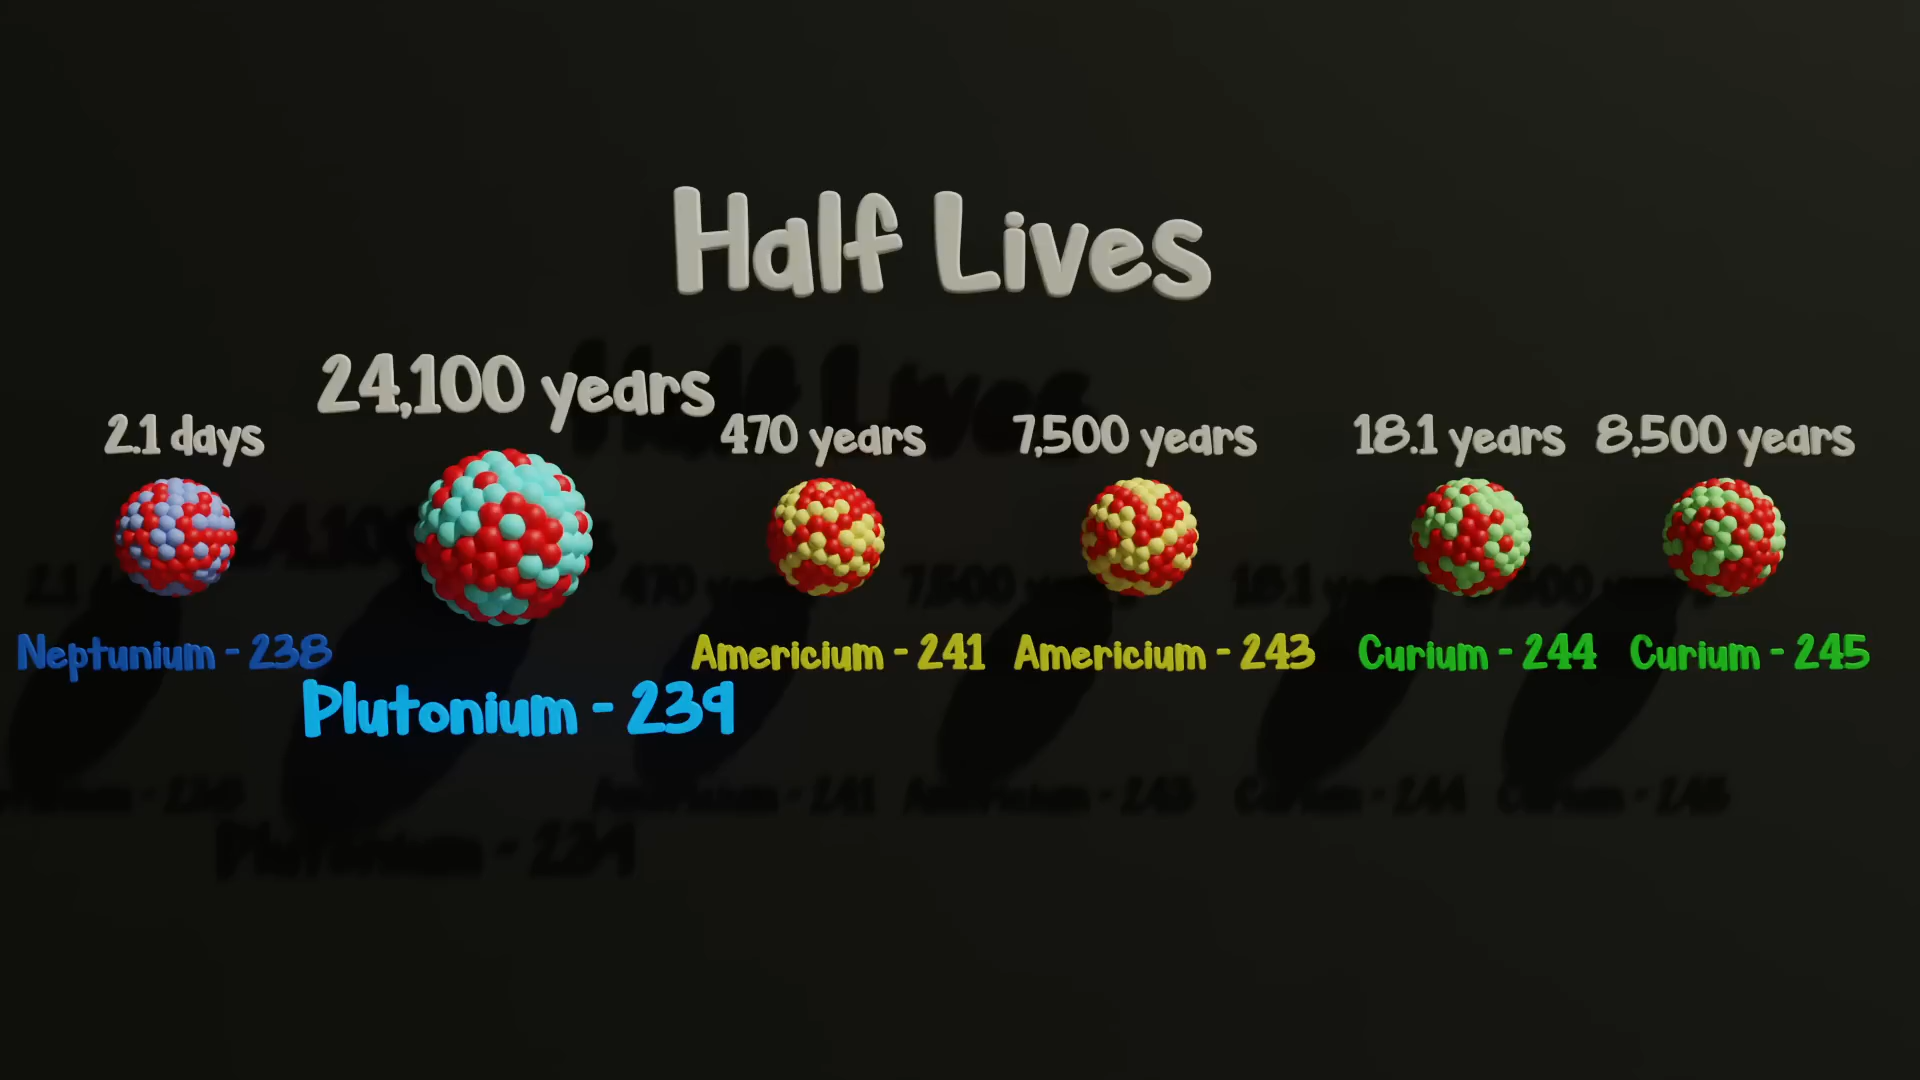 Half Lives
24,100 years
2.1 days
470 years
7,500 years
18.1 years
8,500 years
Neptunium - 238
Plutonium - 239
Americium - 241
Americium - 243
Curium - 244
Curium - 245